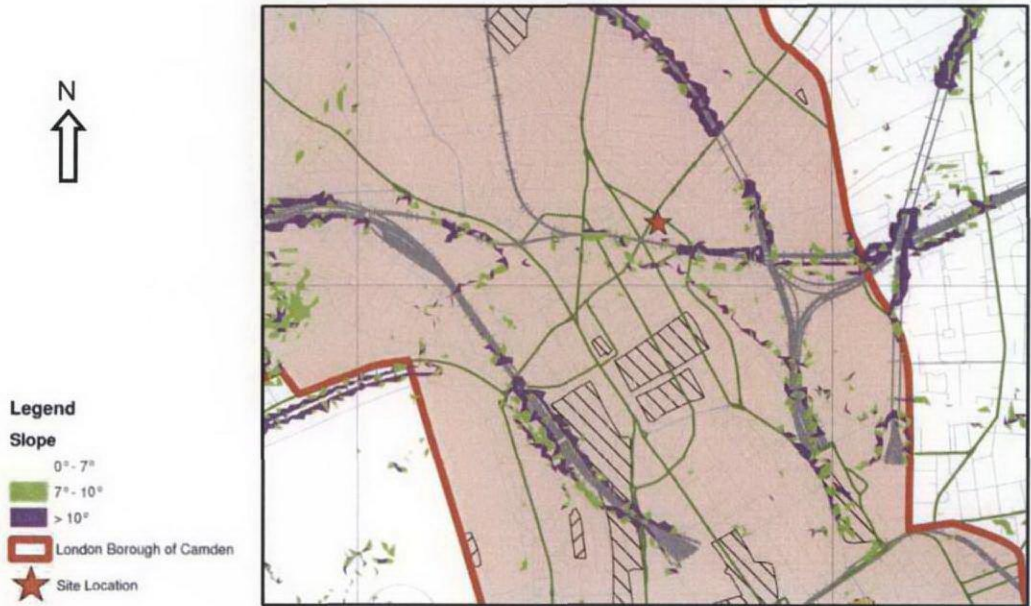 N
Legend
Slope
0° - 7°
7° - 10°
> 10°
London Borough of Camden
Site Location